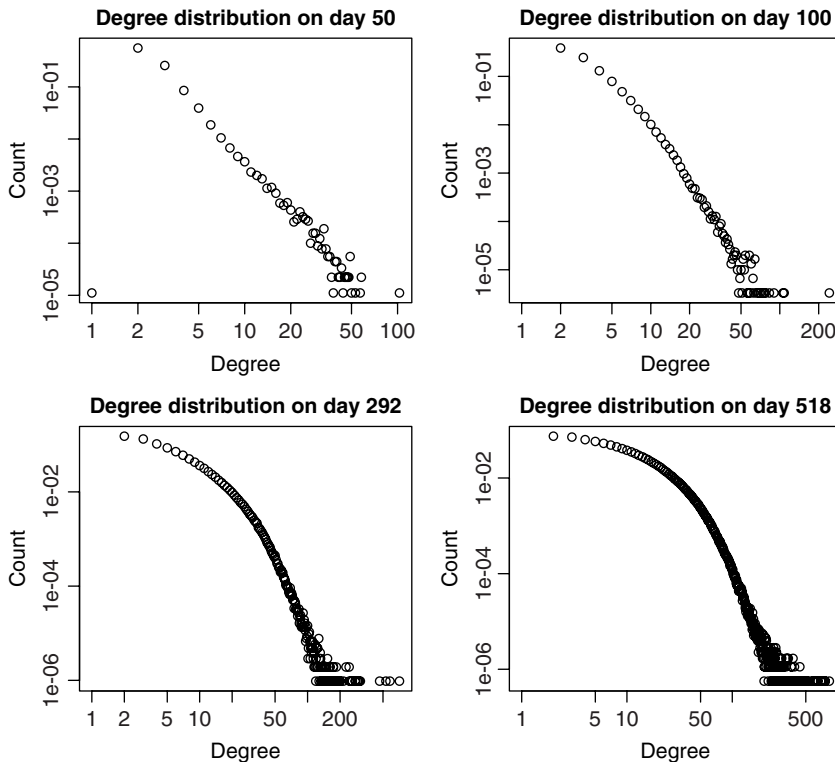 Degree distribution on day 50
Count
1e-01
1e-03
1e-05
1 2 5 10 20 50 100
Degree
Degree distribution on day 100
Count
1e-01
1e-03
1e-05
1 2 5 10 20 50 200
Degree
Degree distribution on day 292
Count
1e-02
1e-04
1e-06
1 2 5 10 50 200
Degree
Degree distribution on day 518
Count
1e-02
1e-04
1e-06
1 5 10 50 500
Degree